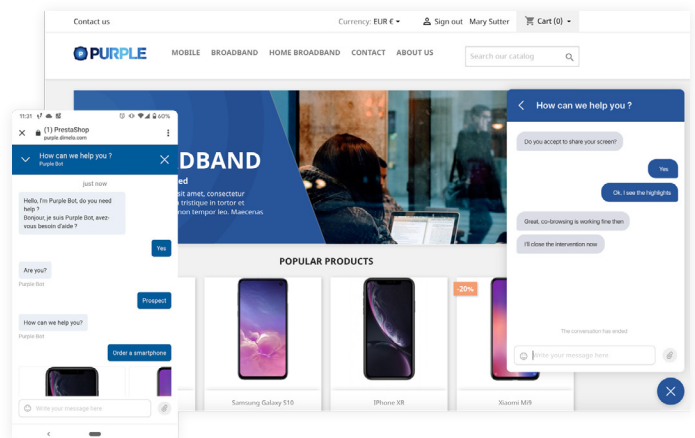 Contact us
Currency: EUR €
Sign out Mary Sutter
Cart (0)
PURPLE
MOBILE BROADBAND HOME BROADBAND CONTACT ABOUT US
Search our catalog
DBAND
ed
sit amet, consectetur
tristique in tortor et
non tempor leo. Maecenas
POPULAR PRODUCTS
-20%
Samsung Galaxy S10
IPhone XR
Xiaomi Mi9
11:21
60%
(1) PrestaShop
purple.dimelo.com
How can we help you ?
Purple Bot
just now
Hello, I'm Purple Bot, do you need
help ?
Bonjour, je suis Purple Bot, avez-
vous besoin d'aide ?
Yes
Are you?
Purple Bot
Prospect
How can we help you?
Purple Bot
Order a smartphone
Write your message here
How can we help you ?
Do you accept to share your screen?
Yes
Ok. I see the highlights
Great. co-browsing is working fine then
I'll close the intervention now
The conversation has ended
Write your message here